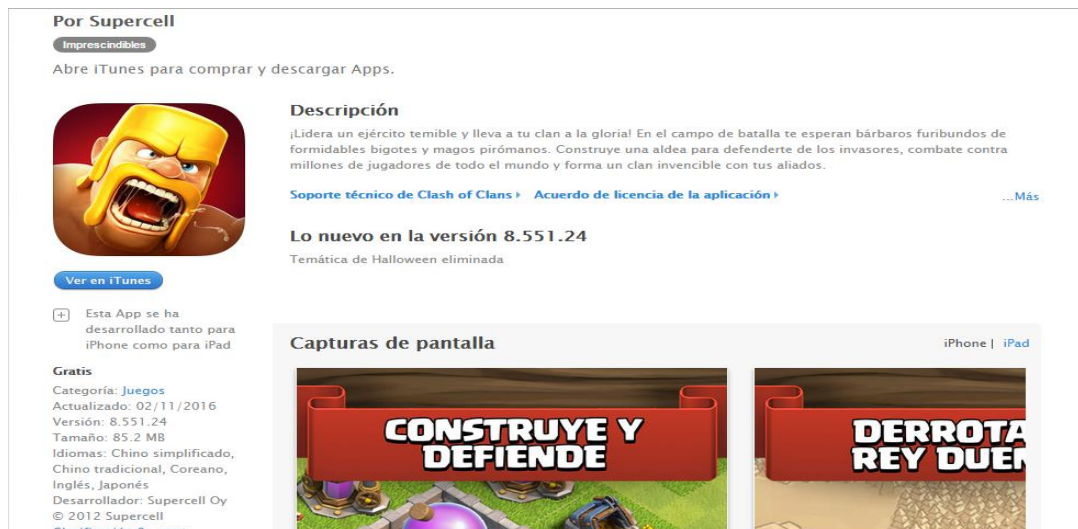 Por Supercell
Imprescindibles
Abre iTunes para comprar y descargar Apps.
Descripción
¡Lidera un ejército temible y lleva a tu clan a la gloria! En el campo de batalla te esperan bárbaros furibundos de
formidables bigotes y magos pirómanos. Construye una aldea para defenderte de los invasores, combate contra
millones de jugadores de todo el mundo y forma un clan invencible con tus aliados.
Soporte técnico de Clash of Clans
Acuerdo de licencia de la aplicación
...Más
Lo nuevo en la versión 8.551.24
Temática de Halloween eliminada
Ver en iTunes
Esta App se ha
desarrollado tanto para
iPhone como para iPad
Gratis
Categoría: Juegos
Actualizado: 02/11/2016
Versión: 8.551.24
Tamaño: 85.2 MB
Idiomas: Chino simplificado,
Chino tradicional, Coreano,
Inglés, Japonés
Desarrollador: Supercell Oy
© 2012 Supercell
Capturas de pantalla
iPhone | iPad
CONSTRUYE Y
DEFIENDE
DERROTA
REY DUEN